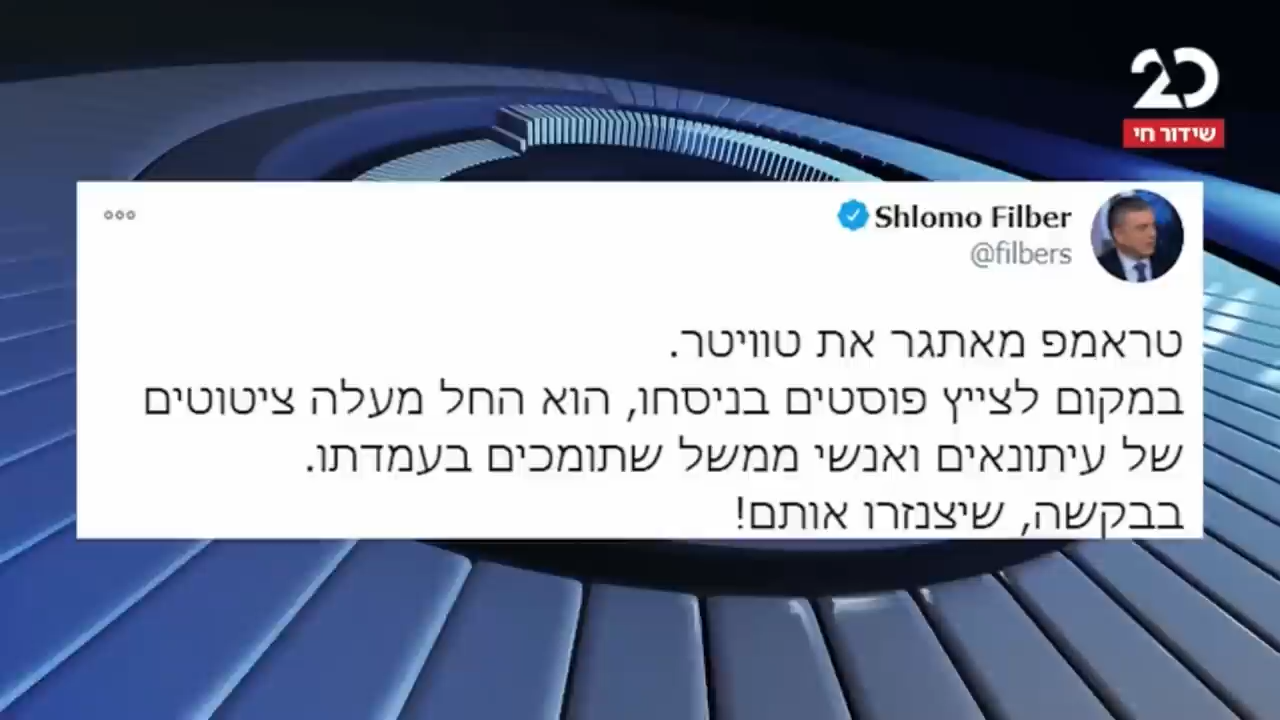 20
שידור חי
Shlomo Filber
@filbers
טראמפ מאתגר את טוויטר.
במקום לצייץ פוסטים בניסחו, הוא החל מעלה ציטוטים
של עיתונאים ואנשי ממשל שתומכים בעמדתו.
בבקשה, שיצנזרו אותם!